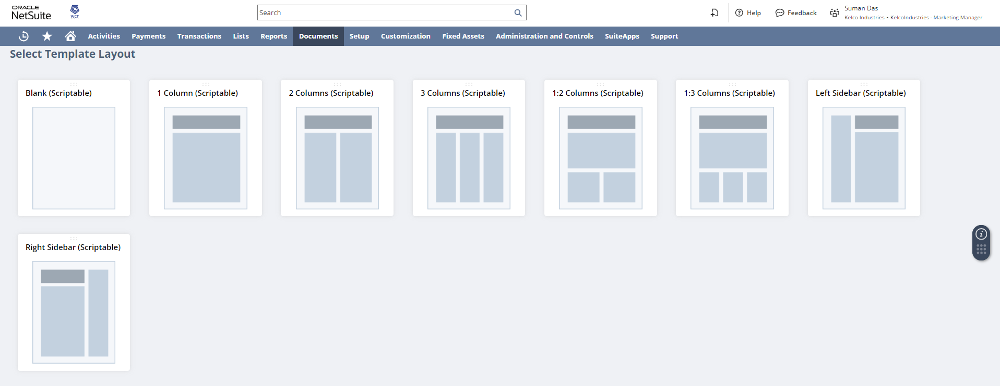 ORACLE
NetSuite
WCT
Search
Help
Feedback
Suman Das
Kelco Industries - KelcoIndustries - Marketing Manager
Activities Payments Transactions Lists Reports Documents Setup Customization Fixed Assets Administration and Controls SuiteApps Support
Select Template Layout
Blank (Scriptable)
1 Column (Scriptable)
2 Columns (Scriptable)
3 Columns (Scriptable)
1:2 Columns (Scriptable)
1:3 Columns (Scriptable)
Left Sidebar (Scriptable)
Right Sidebar (Scriptable)